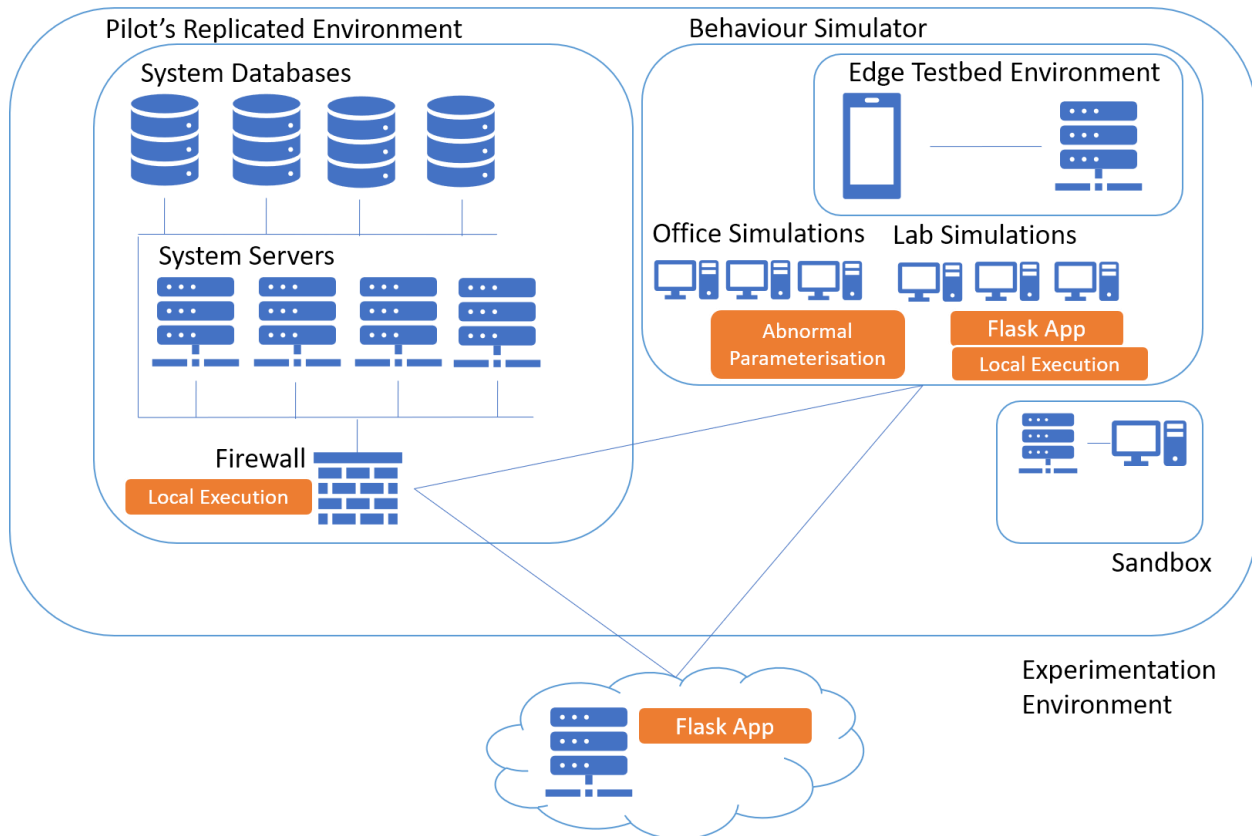 Pilot's Replicated Environment
System Databases
System Servers
Firewall
Local Execution
Behaviour Simulator
Edge Testbed Environment
Office Simulations
Lab Simulations
Abnormal
Parameterisation
Flask App
Local Execution
Sandbox
Experimentation
Environment
Flask App